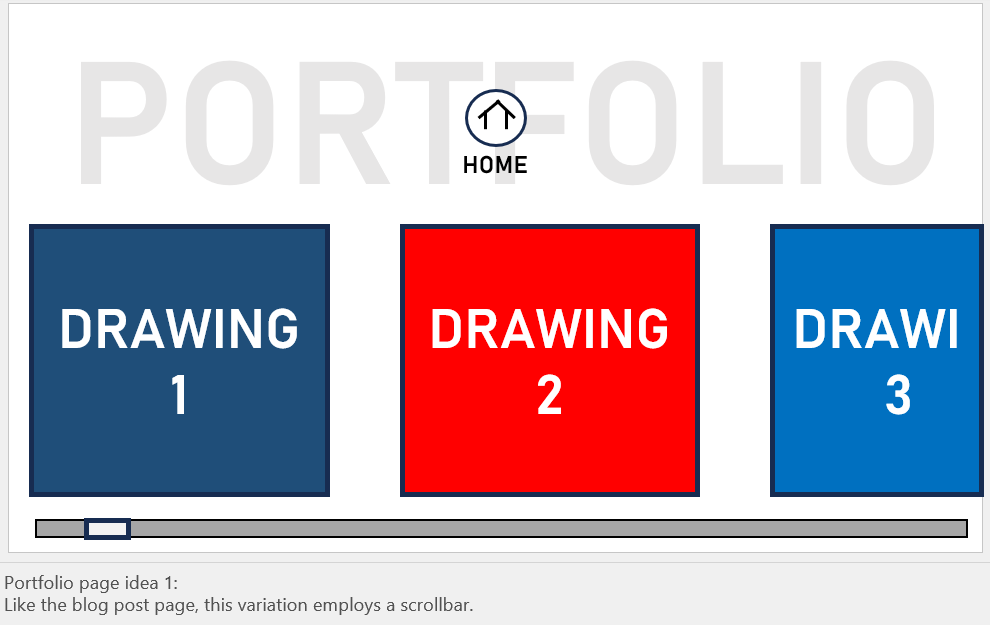 PORTFOLIO
HOME
DRAWING
1
DRAWING
2
DRAWI
3
Portfolio page idea 1:
Like the blog post page, this variation employs a scrollbar.